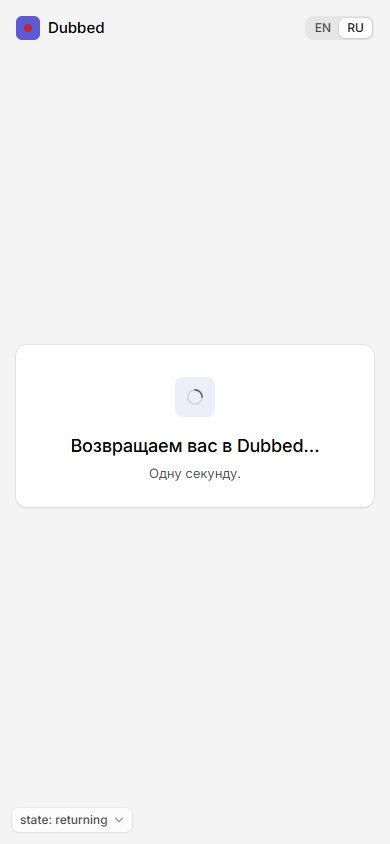 Dubbed
EN RU
Возвращаем вас в Dubbed...
Одну секунду.
state: returning